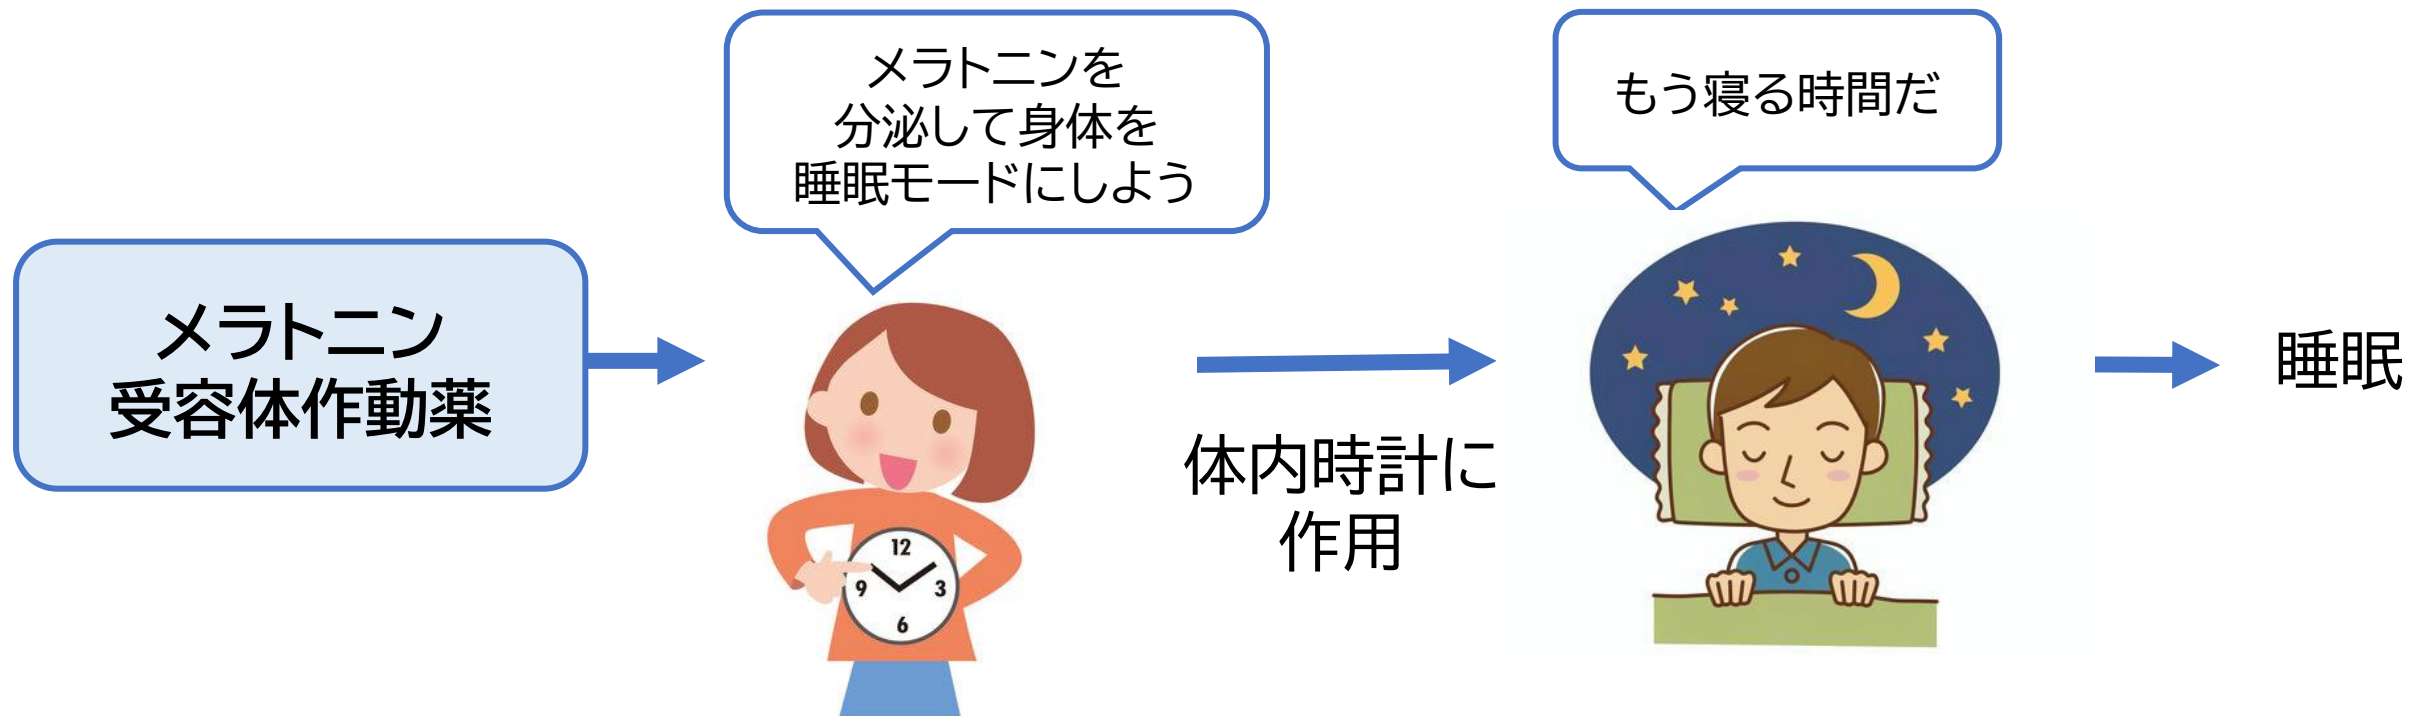 メラトニン
受容体作動薬
メラトニンを
分泌して身体を
睡眠モードにしよう
12
9
3
6
体内時計に
作用
もう寝る時間だ
睡眠